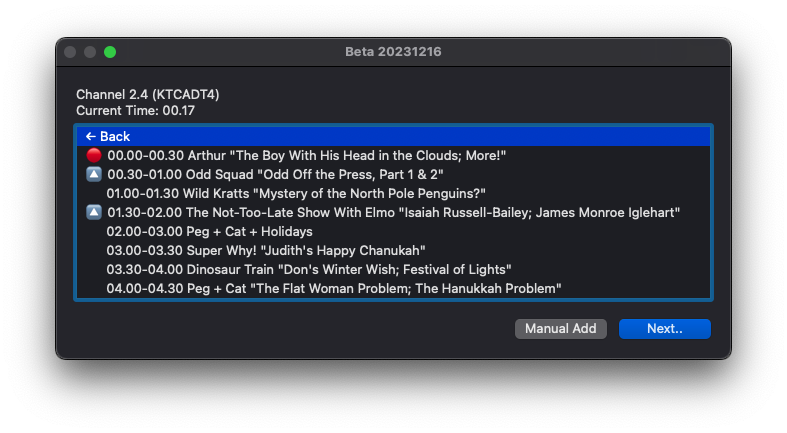 Beta 20231216
Channel 2.4 (KTCADT4)
Current Time: 00.17
← Back
00.00-00.30 Arthur "The Boy With His Head in the Clouds; More!"
00.30-01.00 Odd Squad "Odd Off the Press, Part 1 & 2"
01.00-01.30 Wild Kratts "Mystery of the North Pole Penguins?"
01.30-02.00 The Not-Too-Late Show With Elmo "Isaiah Russell-Bailey; James Monroe Iglehart"
02.00-03.00 Peg + Cat + Holidays
03.00-03.30 Super Why! "Judith's Happy Chanukah"
03.30-04.00 Dinosaur Train "Don's Winter Wish; Festival of Lights"
04.00-04.30 Peg + Cat "The Flat Woman Problem; The Hanukkah Problem"
Manual Add
Next..